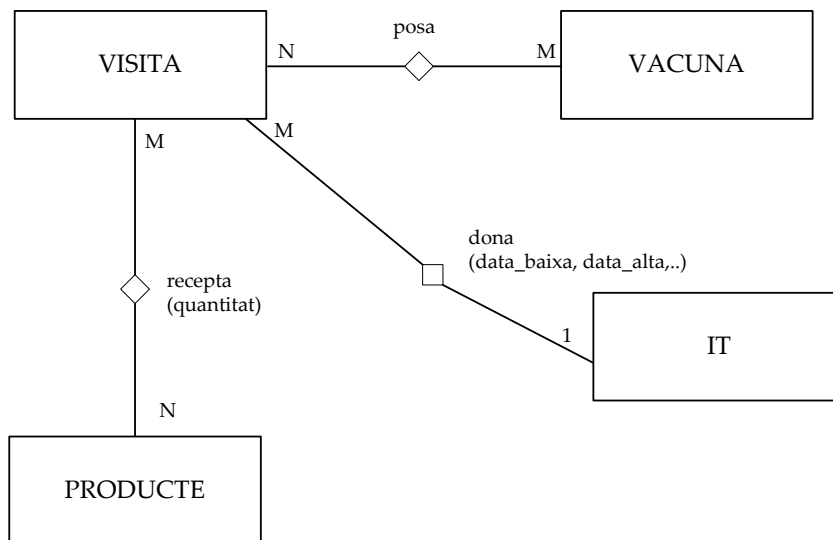 posa
VISITA
N
M
VACUNA
M
M
dona
(data_baixa, data_alta,..)
recepta
(quantitat)
1
IT
N
PRODUCTE